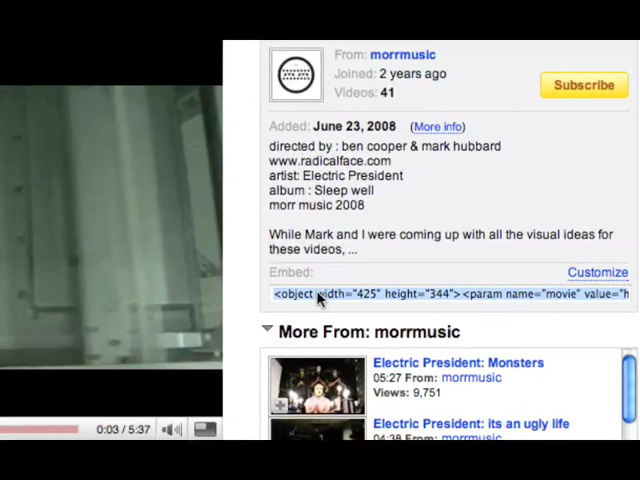 From: morrmusic
Joined: 2 years ago
Videos: 41
Subscribe
Added: June 23, 2008 (More info)
directed by : ben cooper & mark hubbard
www.radicalface.com
artist: Electric President
album : Sleep well
morr music 2008
While Mark and I were coming up with all the visual ideas for
these videos, ...
Embed: Customize
<object width="425" height="344"><param name="movie" value="h
More From: morrmusic
Electric President: Monsters
05:27 From: morrmusic
Views: 9,751
Electric President: its an ugly life
04:38 From: morrmusic
0:03 / 5:37